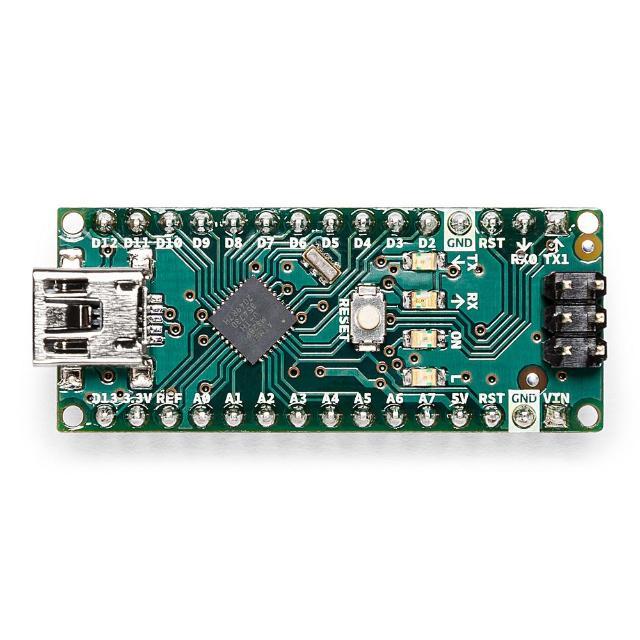 D12 D11 D10 D9 D8 D7 D6 D5 D4 D3 D2 GND RST RX0 TX1
TX
RX
RESET
ON
L
D13 3.3V REF A0 A1 A2 A3 A4 A5 A6 A7 5V RST GND VIN